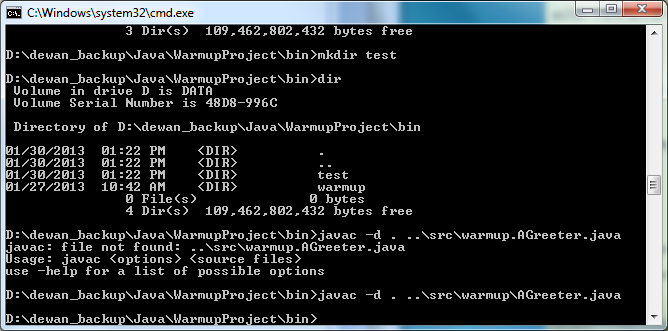 C:\Windows\system32\cmd.exe
3 Dir(s)  109,462,802,432 bytes free
D:\dewan_backup\Java\WarmupProject\bin>mkdir test
D:\dewan_backup\Java\WarmupProject\bin>dir
Volume in drive D is DATA
Volume Serial Number is 48D8-996C
Directory of D:\dewan_backup\Java\WarmupProject\bin
01/30/2013  01:22 PM    <DIR>          .
01/30/2013  01:22 PM    <DIR>          ..
01/30/2013  01:22 PM    <DIR>          test
01/27/2013  10:42 AM    <DIR>          warmup
0 File(s)              0 bytes
4 Dir(s)  109,462,802,432 bytes free
D:\dewan_backup\Java\WarmupProject\bin>javac -d . ..\src\warmup.AGreeter.java
javac: file not found: ..\src\warmup.AGreeter.java
Usage: javac <options> <source files>
use -help for a list of possible options
D:\dewan_backup\Java\WarmupProject\bin>javac -d . ..\src\warmup\AGreeter.java
D:\dewan_backup\Java\WarmupProject\bin>